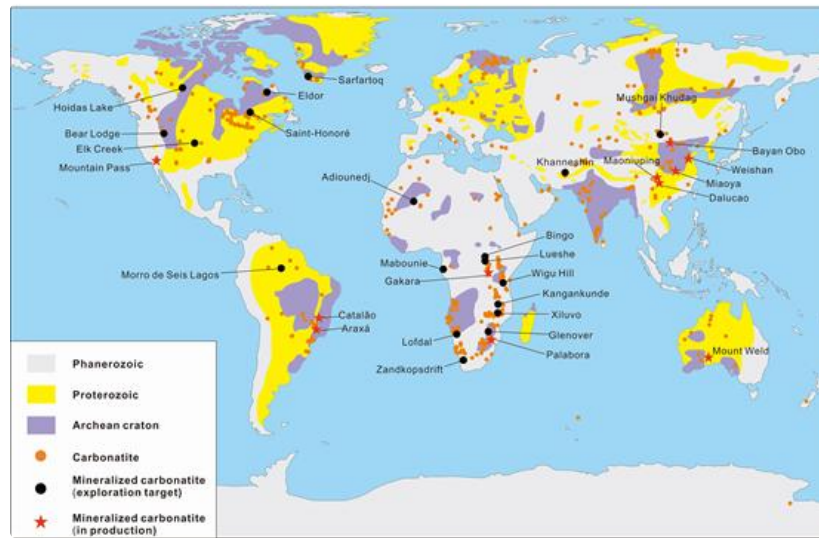 Sarfartoq
Eldor
Hoidas Lake
Mushgai Khudag
Bear Lodge
Saint-Honoré
Elk Creek
Bayan Obo
Mountain Pass
Khanneshin
Maoniuping
Weishan
Miaoya
Dalucao
Adiounedj
Bingo
Lueshe
Mabounie
Morro de Seis Lagos
Gakara
Wigu Hill
Kangankunde
Catalão
Xiluvo
Araxá
Lofdal
Glenover
Mount Weld
Palabora
Zandkopsdrift
Phanerozoic
Proterozoic
Archean craton
Carbonatite
Mineralized carbonatite
(exploration target)
Mineralized carbonatite
(in production)